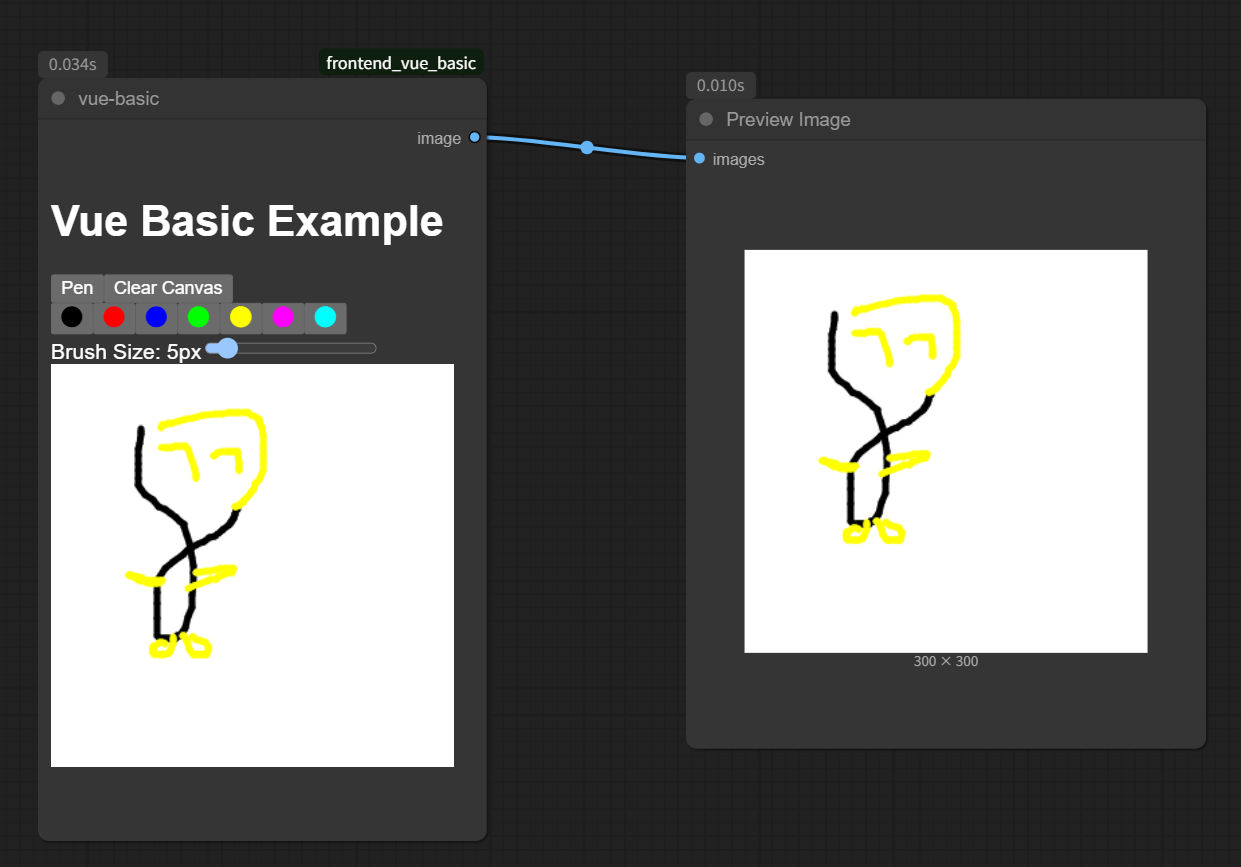 0.034s
frontend_vue_basic
vue-basic
image
Vue Basic Example
Pen
Clear Canvas
Brush Size: 5px
0.010s
Preview Image
images
300 × 300